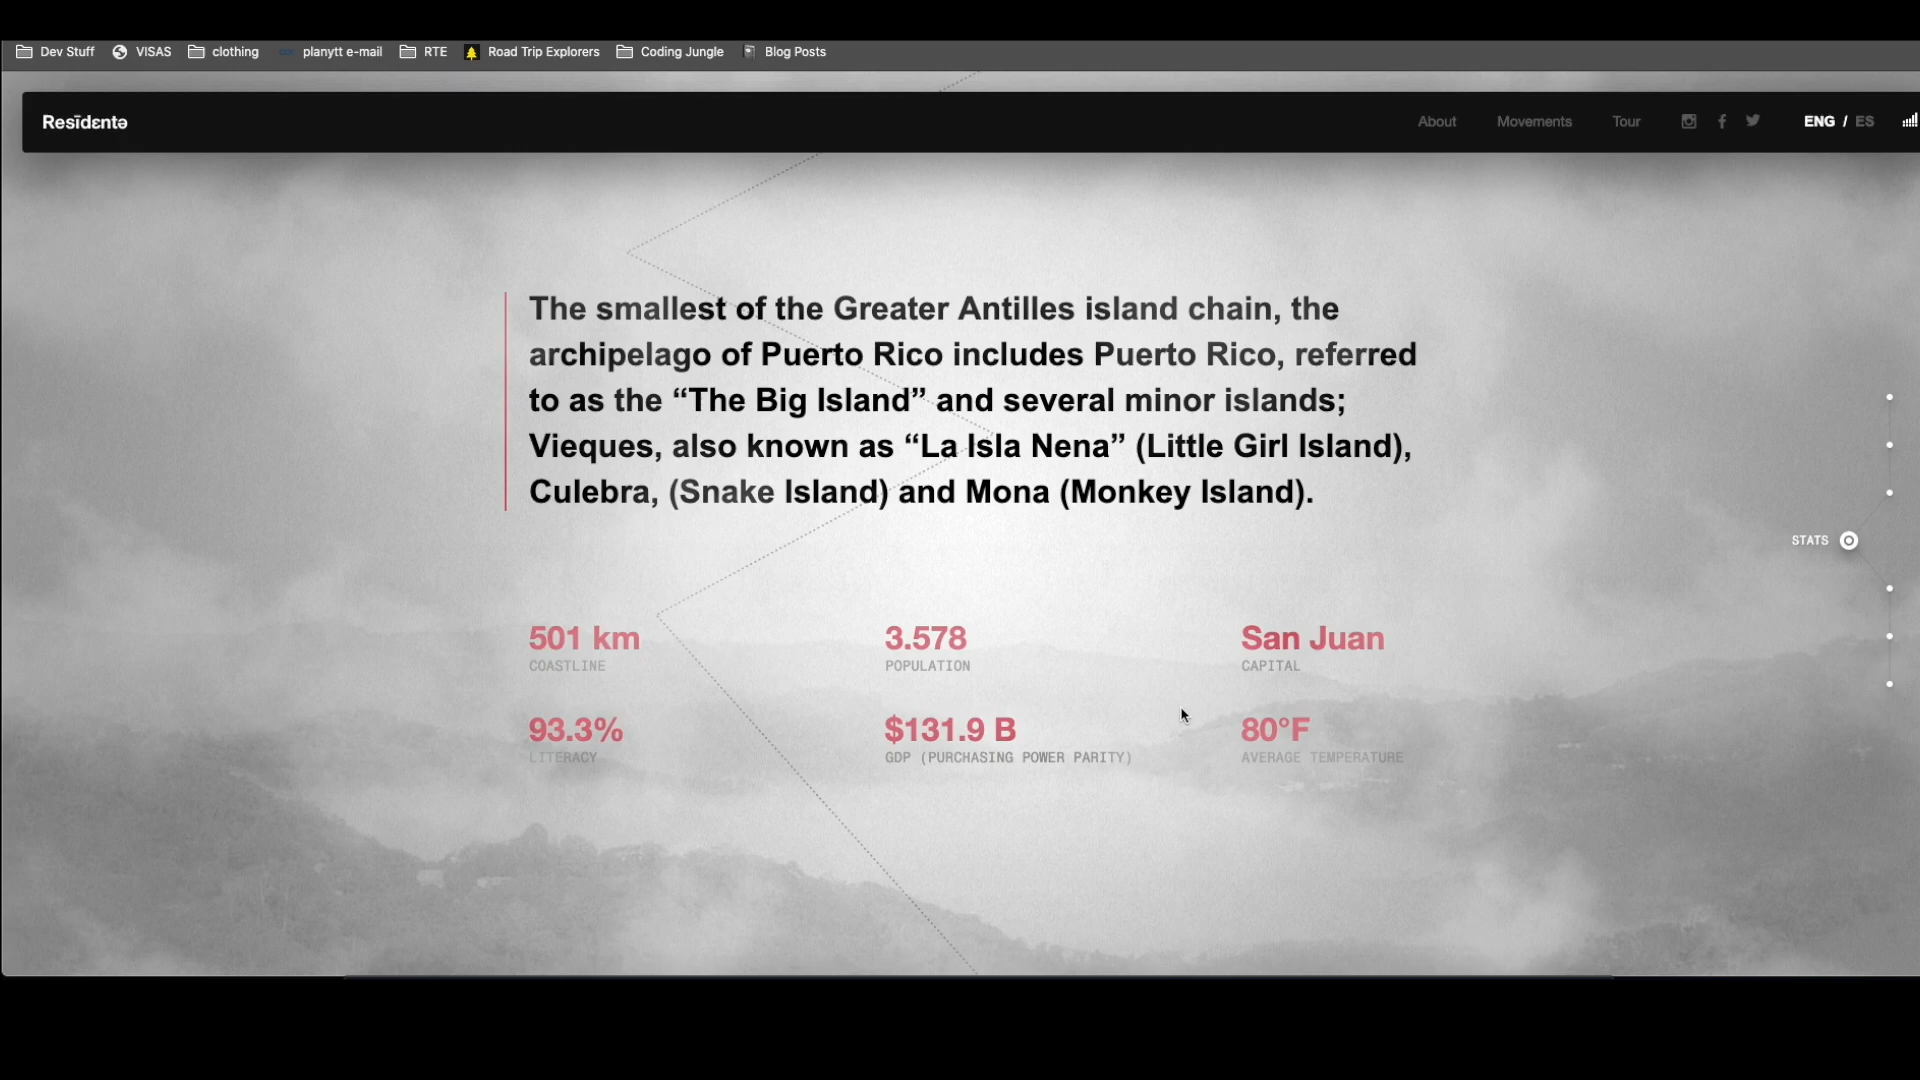 Dev Stuff VISAS clothing planytt e-mail RTE Road Trip Explorers Coding Jungle Blog Posts
Resīdɛntə About Movements Tour ENG / ES
The smallest of the Greater Antilles island chain, the
archipelago of Puerto Rico includes Puerto Rico, referred
to as the “The Big Island” and several minor islands;
Vieques, also known as “La Isla Nena” (Little Girl Island),
Culebra, (Snake Island) and Mona (Monkey Island).
STATS
501 km 3.578 San Juan
COASTLINE POPULATION CAPITAL
93.3% $131.9 B 80°F
LITERACY GDP (PURCHASING POWER PARITY) AVERAGE TEMPERATURE